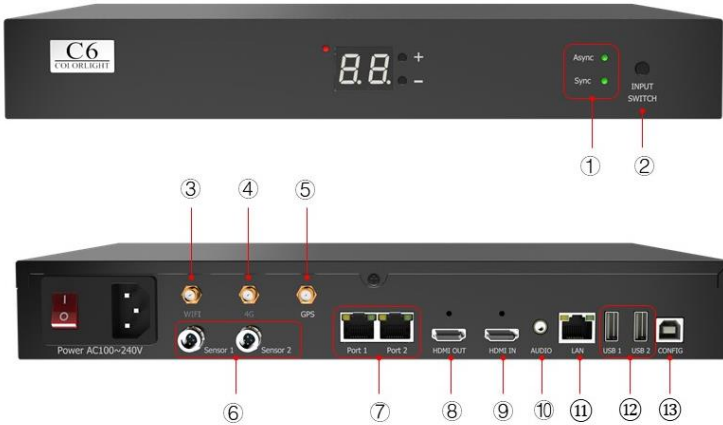 C6
COLORLIGHT
8.8.
+
−
Async
Sync
INPUT
SWITCH
① ②
③ ④ ⑤
WIFI 4G GPS
I
O
Power AC100~240V
Sensor 1 Sensor 2
Port 1 Port 2 HDMI OUT HDMI IN AUDIO LAN USB 1 USB 2 CONFIG
⑥ ⑦ ⑧ ⑨ ⑩ ⑪ ⑫ ⑬